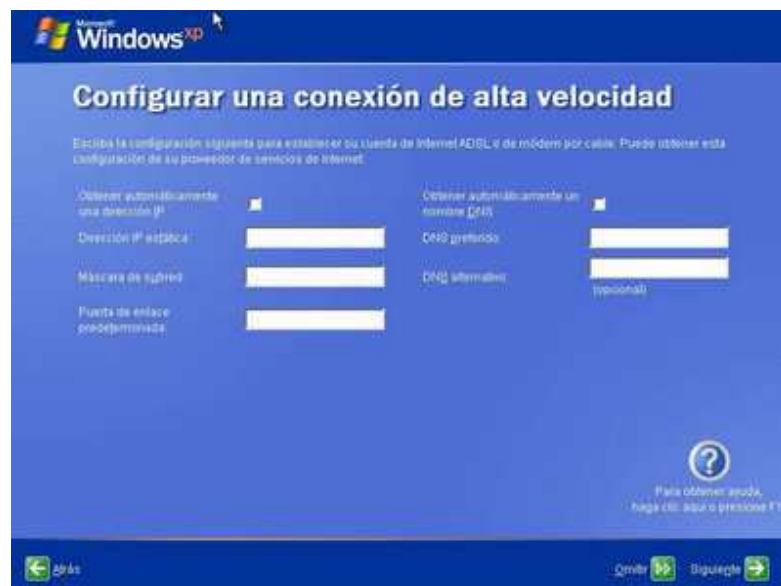 Microsoft
Windows xp
Configurar una conexión de alta velocidad
Escriba la configuración siguiente para establecer su cuenta de Internet ADSL o de módem por cable. Puede obtener esta
configuración de su proveedor de servicios de Internet.
Obtener automáticamente
una dirección IP
Obtener automáticamente un
nombre DNS
Dirección IP estática:
DNS preferido:
Máscara de subred:
DNS alternativo:
(opcional)
Puerta de enlace
predeterminada:
Para obtener ayuda,
haga clic aquí o presione F1
Atrás
Omitir
Siguiente